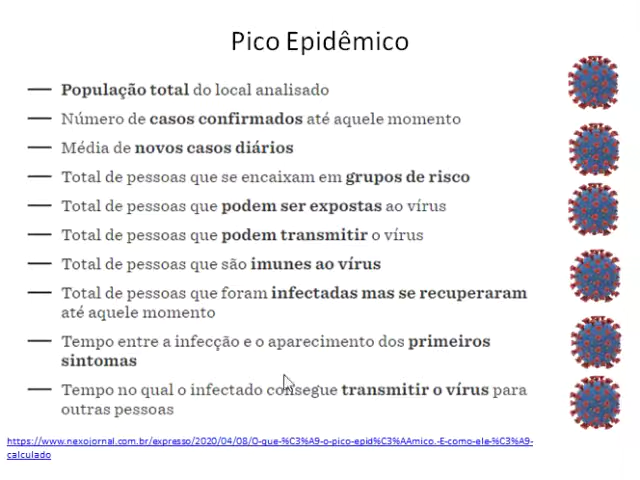 Pico Epidêmico
— População total do local analisado
— Número de casos confirmados até aquele momento
— Média de novos casos diários
— Total de pessoas que se encaixam em grupos de risco
— Total de pessoas que podem ser expostas ao vírus
— Total de pessoas que podem transmitir o vírus
— Total de pessoas que são imunes ao vírus
— Total de pessoas que foram infectadas mas se recuperaram
até aquele momento
— Tempo entre a infecção e o aparecimento dos primeiros
sintomas
— Tempo no qual o infectado consegue transmitir o vírus para
outras pessoas
https://www.nexojornal.com.br/expresso/2020/04/08/O-que-%C3%A9-o-pico-epid%C3%AAmico.-E-como-ele-%C3%A9-
calculado